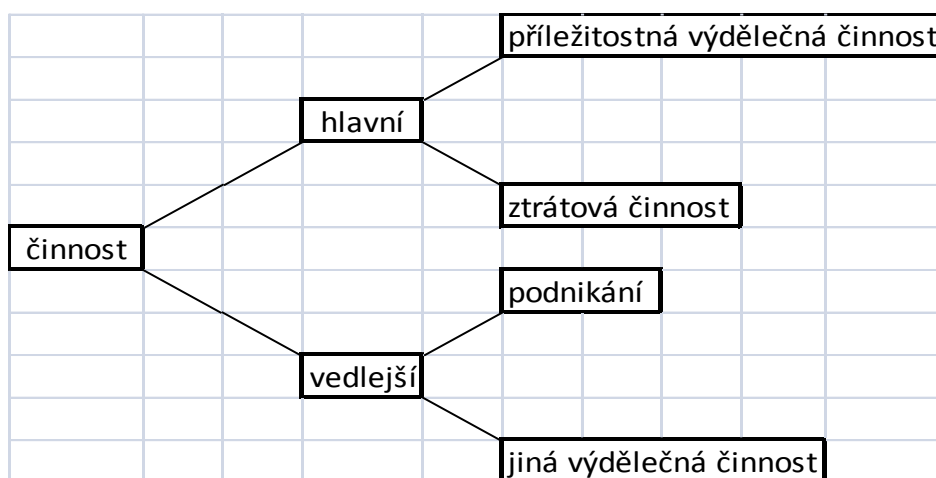 příležitostná výdělečná činnost
hlavní
ztrátová činnost
činnost
podnikání
vedlejší
jiná výdělečná činnost